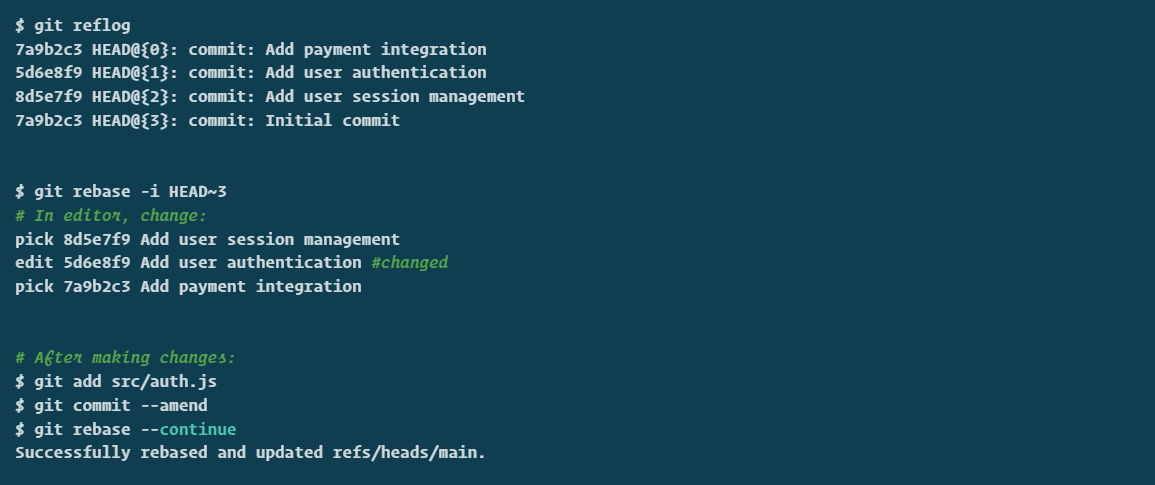 $ git reflog
7a9b2c3 HEAD@{0}: commit: Add payment integration
5d6e8f9 HEAD@{1}: commit: Add user authentication
8d5e7f9 HEAD@{2}: commit: Add user session management
7a9b2c3 HEAD@{3}: commit: Initial commit
$ git rebase -i HEAD~3
# In editor, change:
pick 8d5e7f9 Add user session management
edit 5d6e8f9 Add user authentication #changed
pick 7a9b2c3 Add payment integration
# After making changes:
$ git add src/auth.js
$ git commit --amend
$ git rebase --continue
Successfully rebased and updated refs/heads/main.